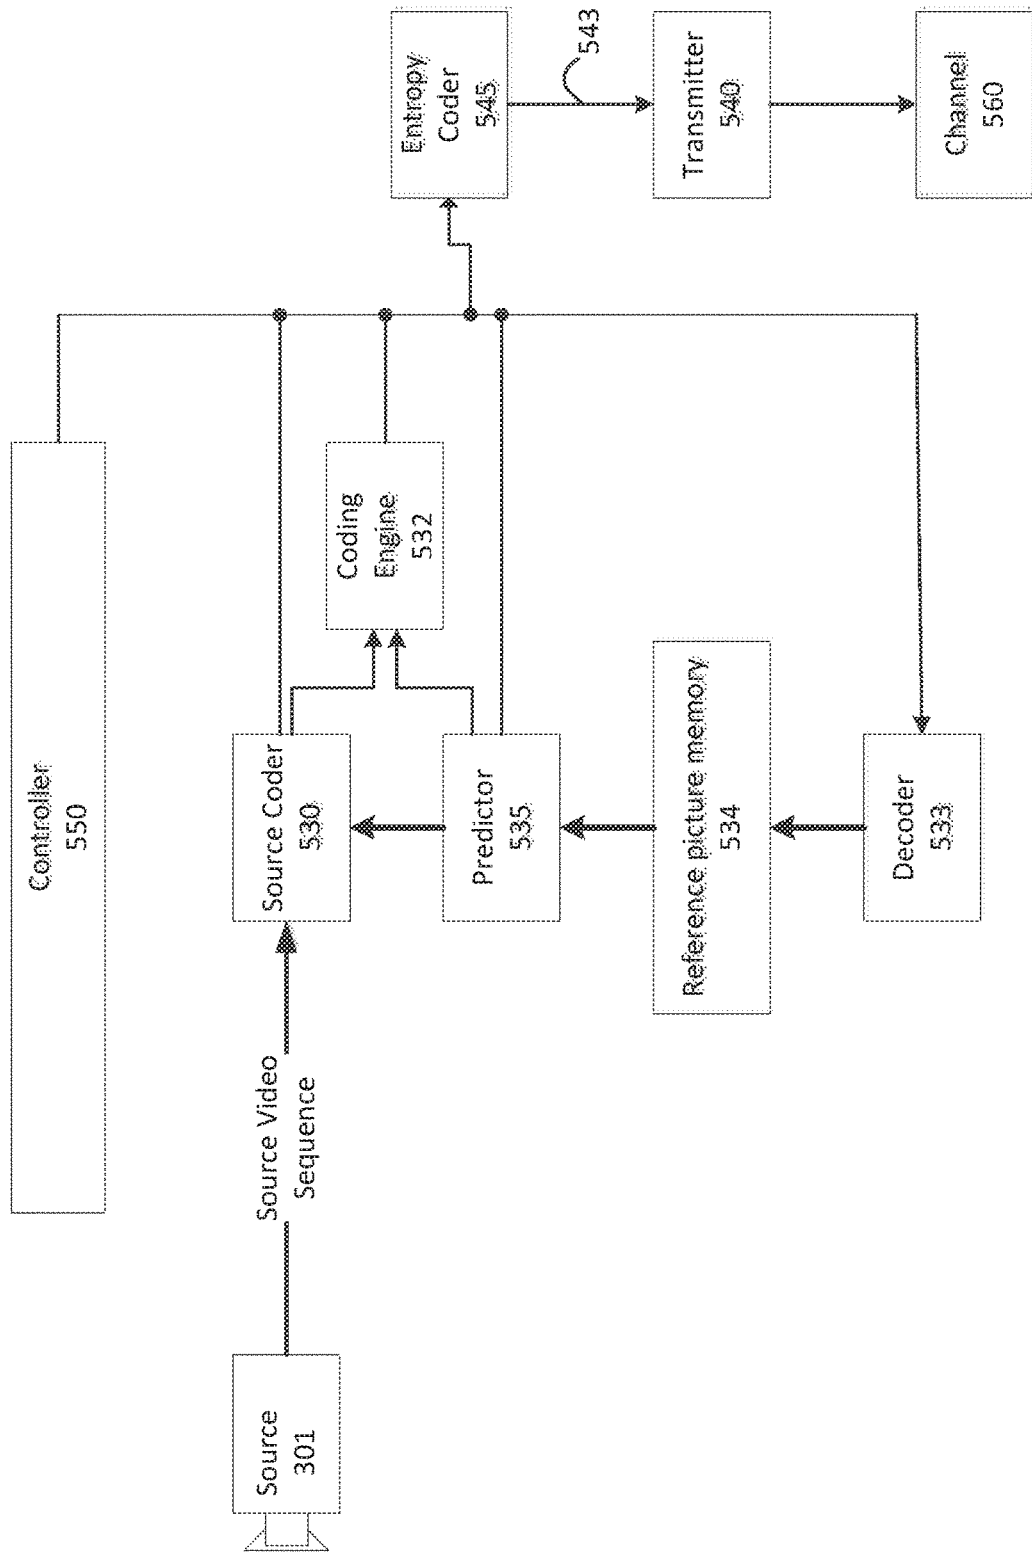 Controller
550
Source
301
Source Video
Sequence
Source Coder
530
Coding
Engine
532
Predictor
535
Reference picture memory
534
Decoder
533
Entropy
Coder
545
543
Transmitter
540
Channel
560